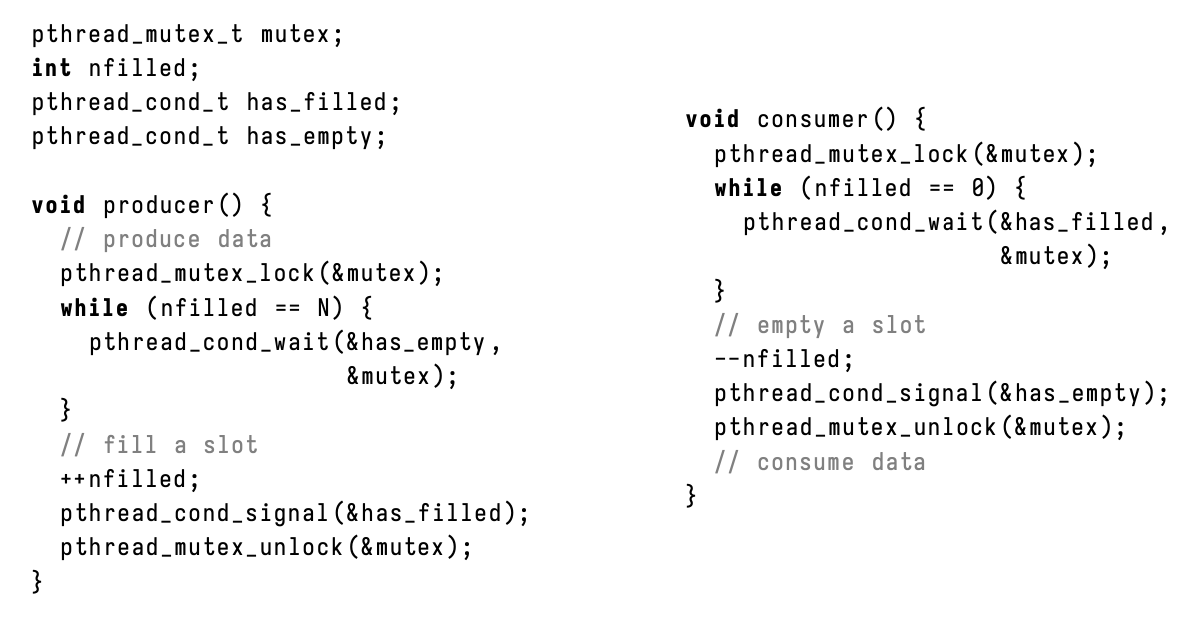 pthread_mutex_t mutex;
int nfilled;
pthread_cond_t has_filled;
pthread_cond_t has_empty;

void producer() {
  // produce data
  pthread_mutex_lock(&mutex);
  while (nfilled == N) {
    pthread_cond_wait(&has_empty,
                      &mutex);
  }
  // fill a slot
  ++nfilled;
  pthread_cond_signal(&has_filled);
  pthread_mutex_unlock(&mutex);
}

void consumer() {
  pthread_mutex_lock(&mutex);
  while (nfilled == 0) {
    pthread_cond_wait(&has_filled,
                      &mutex);
  }
  // empty a slot
  --nfilled;
  pthread_cond_signal(&has_empty);
  pthread_mutex_unlock(&mutex);
  // consume data
}